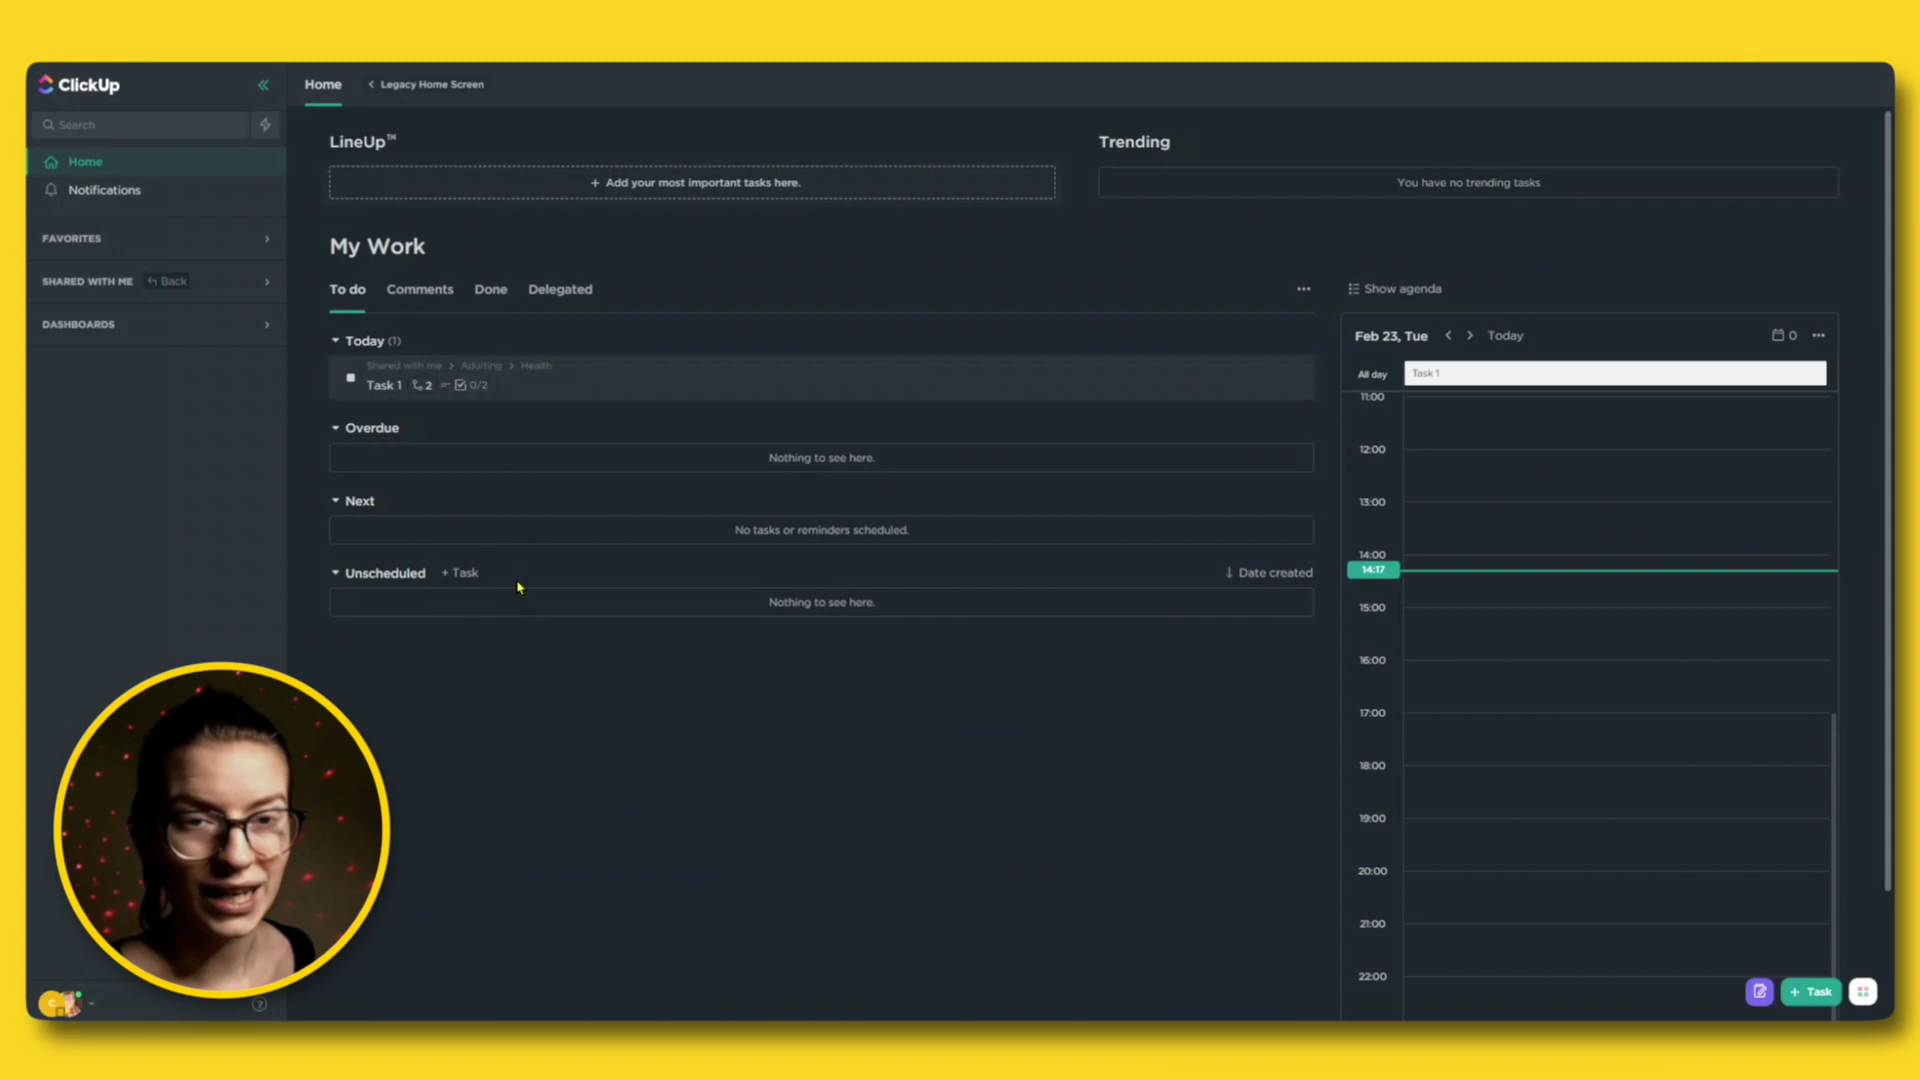 ClickUp
Search
Home
Notifications
FAVORITES
SHARED WITH ME Back
DASHBOARDS
Home Legacy Home Screen
LineUp™
+ Add your most important tasks here.
Trending
You have no trending tasks
My Work
To do Comments Done Delegated
Today (1)
Shared with me > Adulting > Health
Task 1 2 0/2
Overdue
Nothing to see here.
Next
No tasks or reminders scheduled.
Unscheduled + Task
Date created
Nothing to see here.
Show agenda
Feb 23, Tue < > Today 0
All day Task 1
11:00
12:00
13:00
14:00
14:17
15:00
16:00
17:00
18:00
19:00
20:00
21:00
22:00
+ Task
C